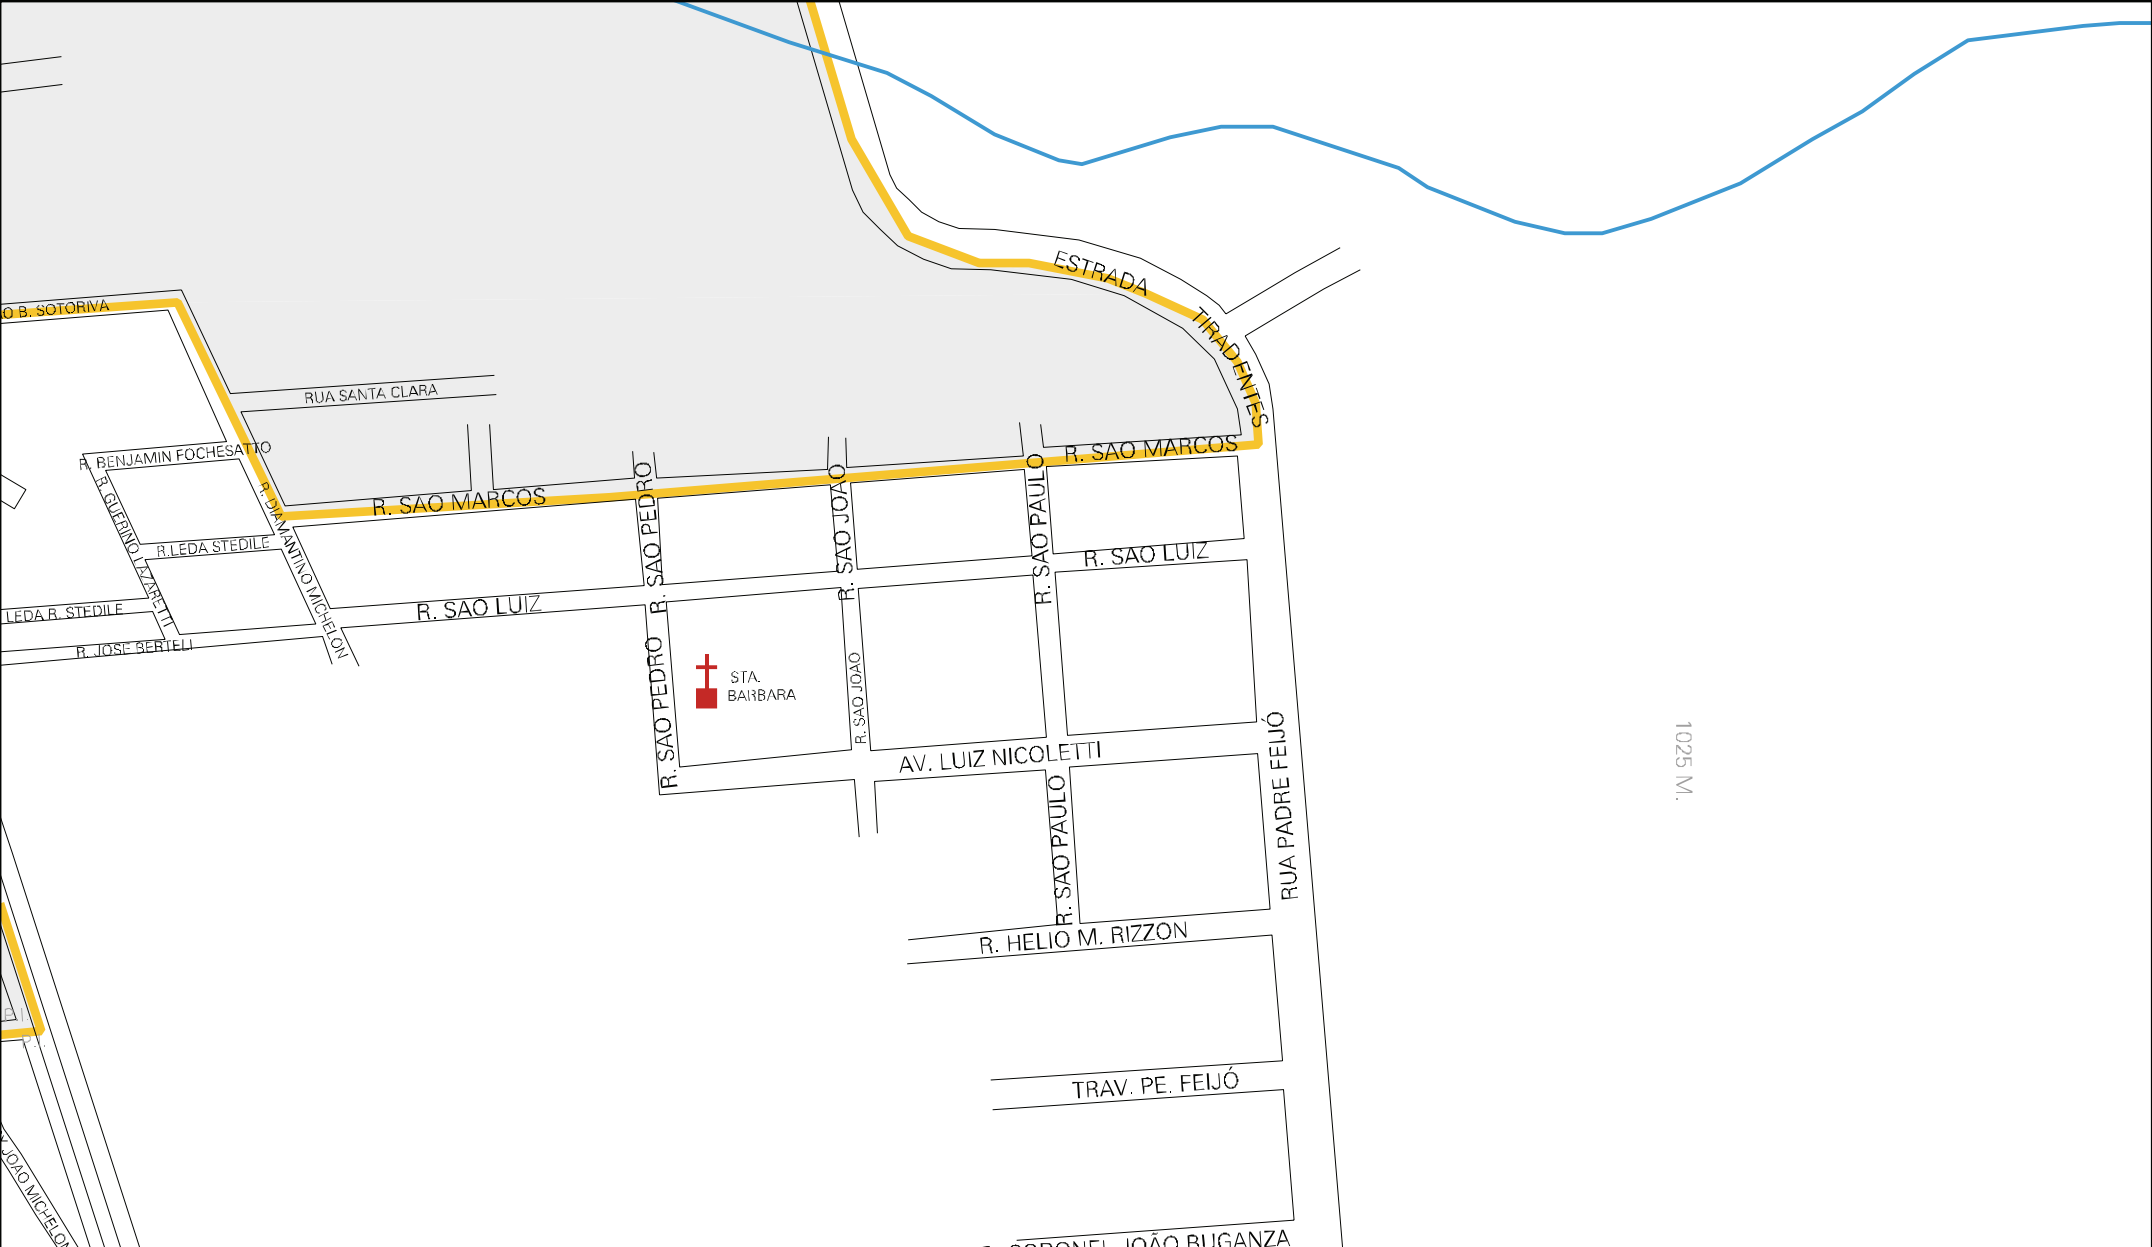 ESTRADA
TIRADENTES
O B. SOTORIVA
RUA SANTA CLARA
R. BENJAMIN FOCHESATTO
R. SAO MARCOS
R. SAO MARCOS
R. GUERINO LAZARETTI
R. DIAMANTINO MICHELON
R. SAO PEDRO
R. SAO JOAO
R. SAO PAULO
R.LEDA STEDILE
R. SAO LUIZ
R. SAO LUIZ
LEDA R. STEDILE
R. JOSE BERTELI
R. SAO PEDRO
STA.
BARBARA
R. SAO JOAO
AV. LUIZ NICOLETTI
RUA PADRE FEIJÓ
1025 M.
R. SAO PAULO
R. HELIO M. RIZZON
P.I.
P.I.
TRAV. PE. FEIJÓ
JOAO MICHELON
CORONEL JOÃO BUGANZA